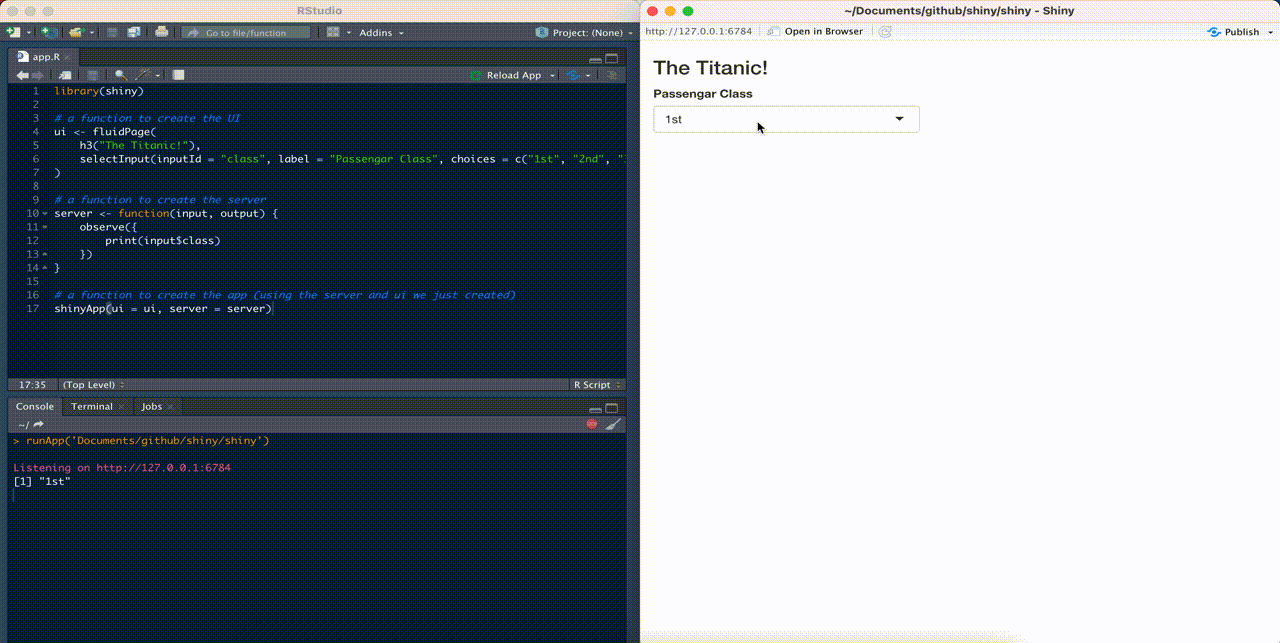 RStudio
Go to file/function
Addins
Project: (None)
app.R
Reload App
1 library(shiny)
2
3 # a function to create the UI
4 ui <- fluidPage(
5 h3("The Titanic!"),
6 selectInput(inputId = "class", label = "Passengar Class", choices = c("1st", "2nd", "
7 )
8
9 # a function to create the server
10 server <- function(input, output) {
11 observe({
12 print(input$class)
13 })
14 }
15
16 # a function to create the app (using the server and ui we just created)
17 shinyApp(ui = ui, server = server)
17:35 (Top Level) R Script
Console Terminal Jobs
~/
> runApp('Documents/github/shiny/shiny')
Listening on http://127.0.0.1:6784
[1] "1st"
~/Documents/github/shiny/shiny - Shiny
http://127.0.0.1:6784 Open in Browser Publish
The Titanic!
Passengar Class
1st